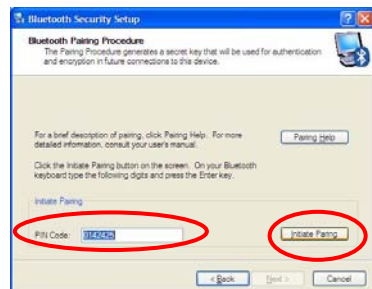 Bluetooth Security Setup
Bluetooth Pairing Procedure
The Pairing Procedure generates a secret key that will be used for authentication
and encryption in future connections to this device.
For a brief description of pairing, click Pairing Help. For more
detailed information, consult your user's manual.
Pairing Help
Click the Initiate Pairing button on the screen. On your Bluetooth
keyboard type the following digits and press the Enter key.
Initiate Pairing
PIN Code:
Initiate Pairing
< Back
Next >
Cancel